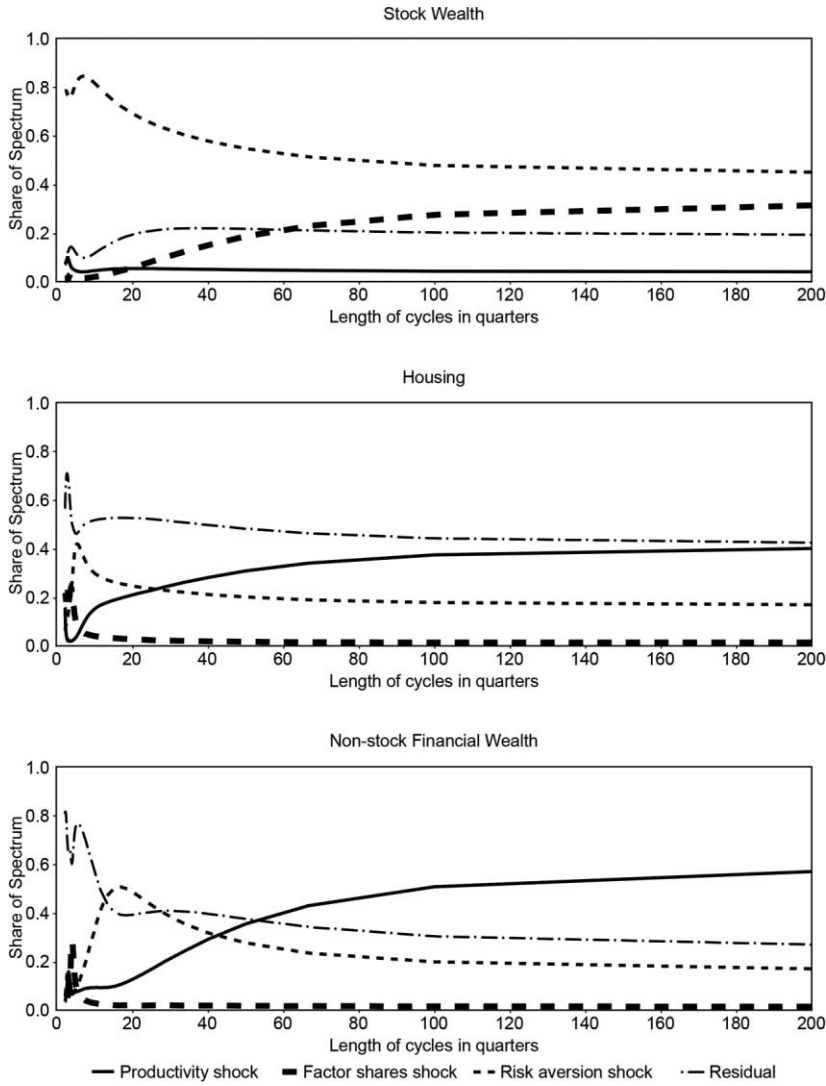 Stock Wealth
1.0
0.8
0.6
0.4
0.2
0.0
Share of Spectrum
0 20 40 60 80 100 120 140 160 180 200
Length of cycles in quarters
Housing
1.0
0.8
0.6
0.4
0.2
0.0
Share of Spectrum
0 20 40 60 80 100 120 140 160 180 200
Length of cycles in quarters
Non-stock Financial Wealth
1.0
0.8
0.6
0.4
0.2
0.0
Share of Spectrum
0 20 40 60 80 100 120 140 160 180 200
Length of cycles in quarters
Productivity shock Factor shares shock Risk aversion shock Residual